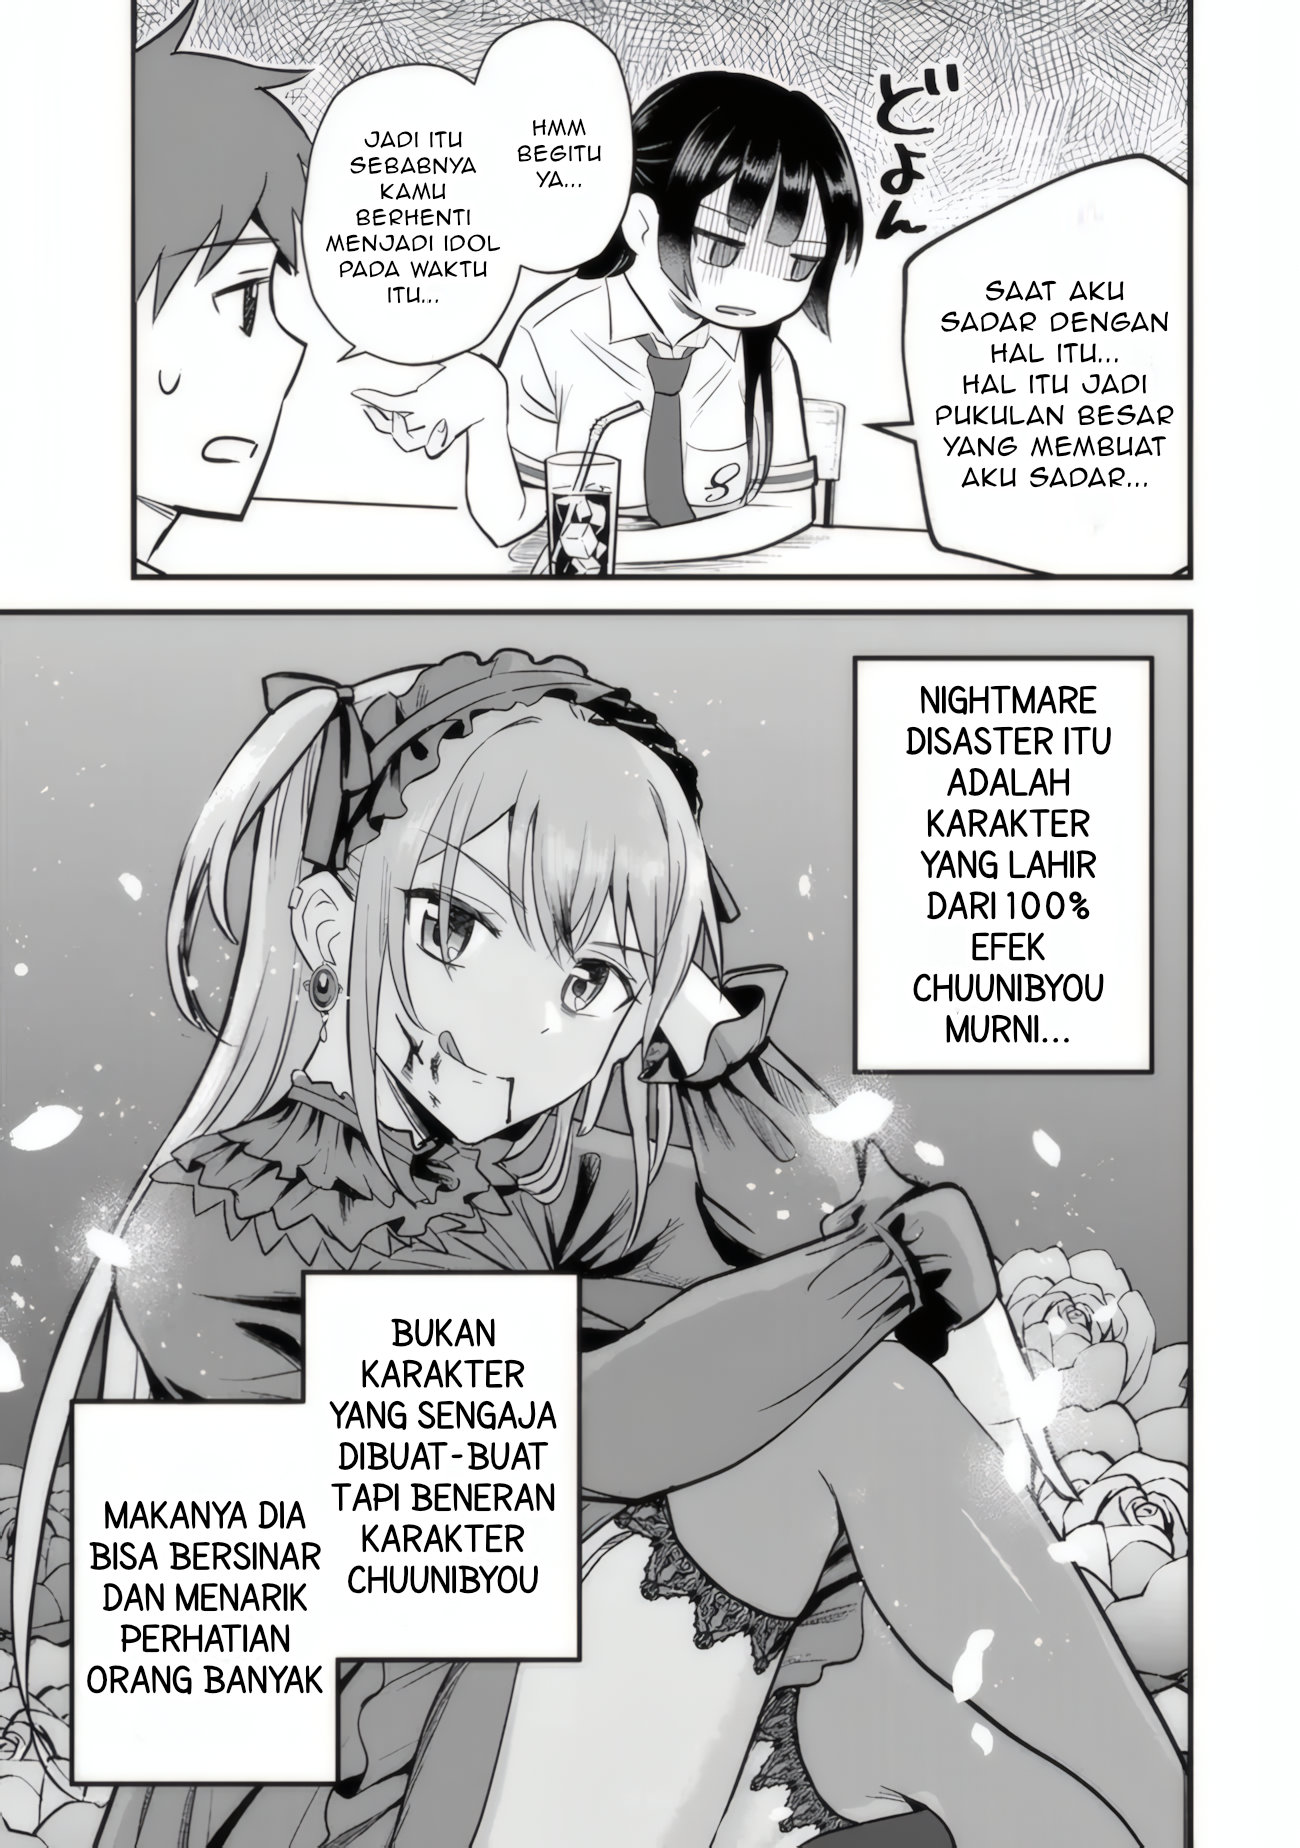 SAAT AKU
SADAR DENGAN
HAL ITU...
HAL ITU JADI
PUKULAN BESAR
YANG MEMBUAT
AKU SADAR...
どよん
HMM
BEGITU
YA...
JADI ITU
SEBABNYA
KAMU
BERHENTI
MENJADI IDOL
PADA WAKTU
ITU...
S
NIGHTMARE
DISASTER ITU
ADALAH
KARAKTER
YANG LAHIR
DARI 100%
EFEK
CHUUNIBYOU
MURNI...
BUKAN
KARAKTER
YANG SENGAJA
DIBUAT-BUAT
TAPI BENERAN
KARAKTER
CHUUNIBYOU
MAKANYA DIA
BISA BERSINAR
DAN MENARIK
PERHATIAN
ORANG BANYAK